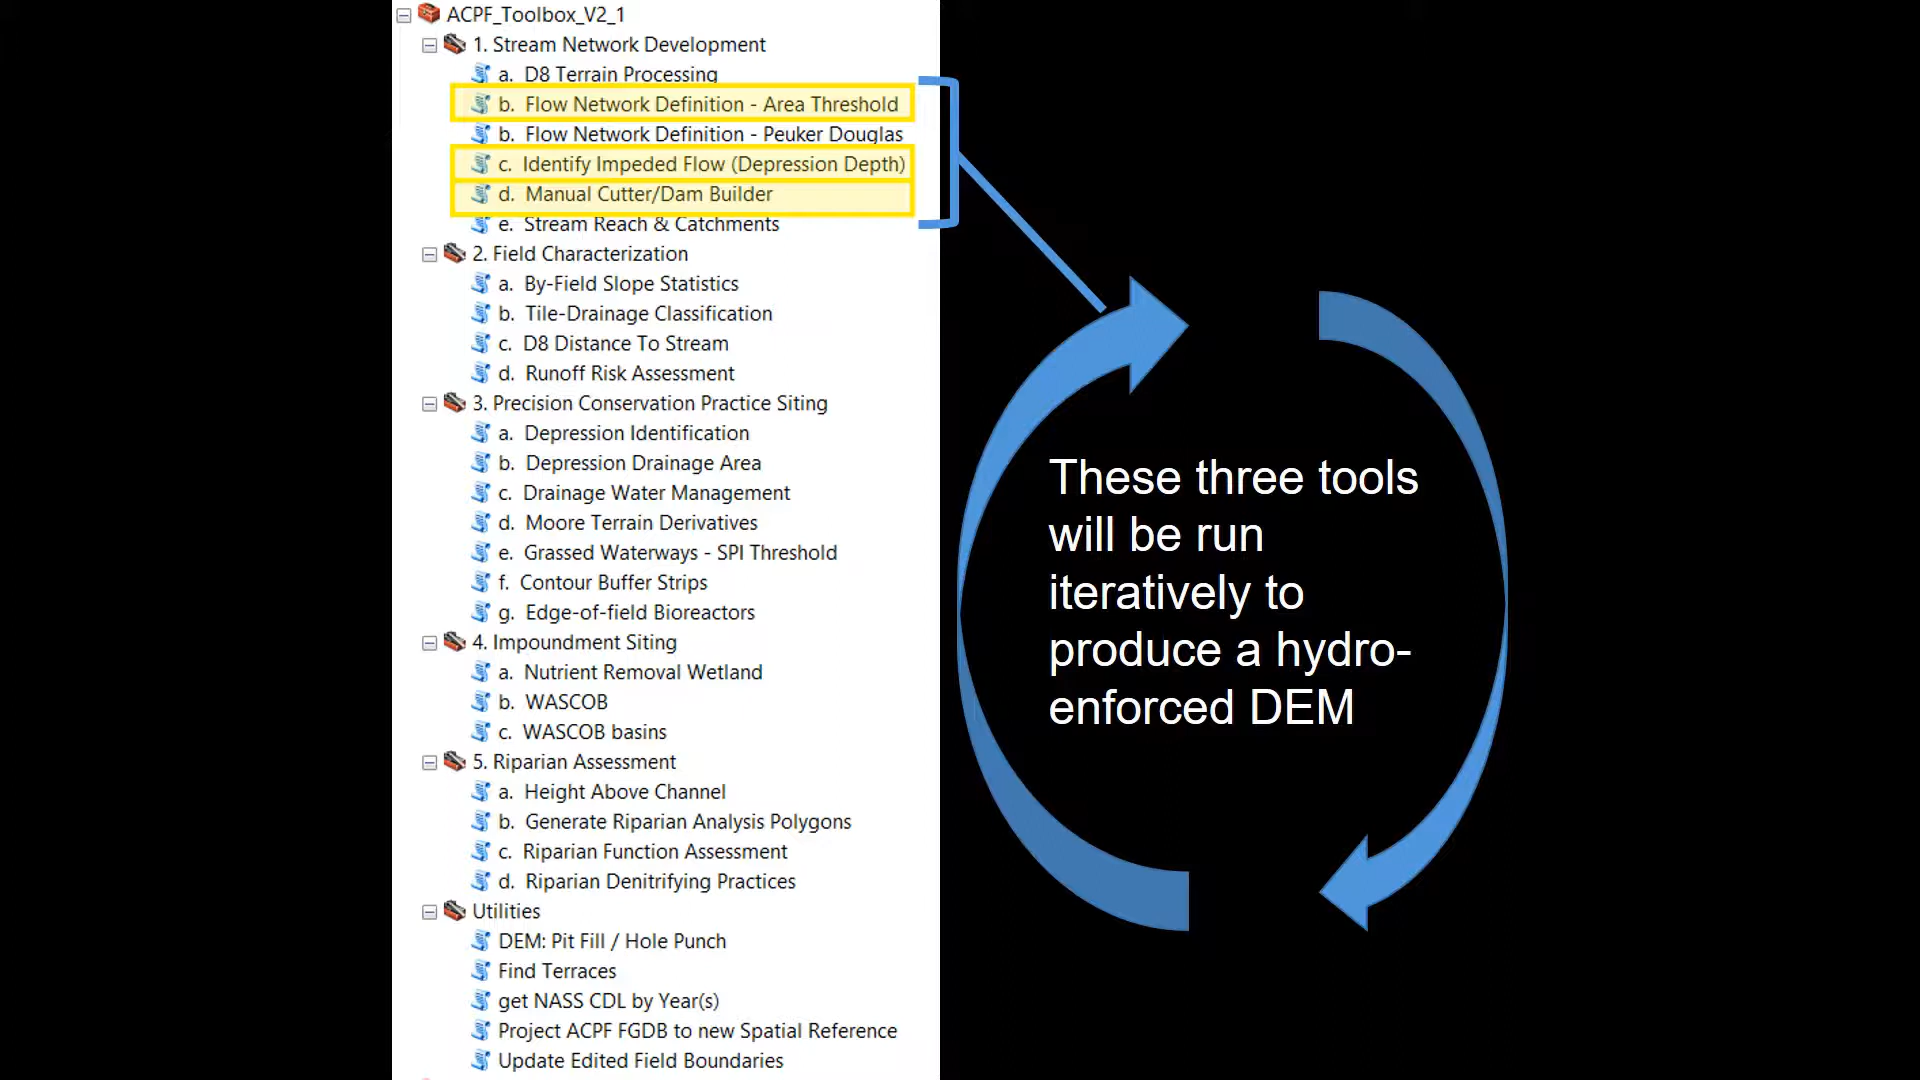 ACPF_Toolbox_V2_1
1. Stream Network Development
a. D8 Terrain Processing
b. Flow Network Definition - Area Threshold
b. Flow Network Definition - Peuker Douglas
c. Identify Impeded Flow (Depression Depth)
d. Manual Cutter/Dam Builder
e. Stream Reach & Catchments
2. Field Characterization
a. By-Field Slope Statistics
b. Tile-Drainage Classification
c. D8 Distance To Stream
d. Runoff Risk Assessment
3. Precision Conservation Practice Siting
a. Depression Identification
b. Depression Drainage Area
c. Drainage Water Management
d. Moore Terrain Derivatives
e. Grassed Waterways - SPI Threshold
f. Contour Buffer Strips
g. Edge-of-field Bioreactors
4. Impoundment Siting
a. Nutrient Removal Wetland
b. WASCOB
c. WASCOB basins
5. Riparian Assessment
a. Height Above Channel
b. Generate Riparian Analysis Polygons
c. Riparian Function Assessment
d. Riparian Denitrifying Practices
Utilities
DEM: Pit Fill / Hole Punch
Find Terraces
get NASS CDL by Year(s)
Project ACPF FGDB to new Spatial Reference
Update Edited Field Boundaries
These three tools
will be run
iteratively to
produce a hydro-
enforced DEM